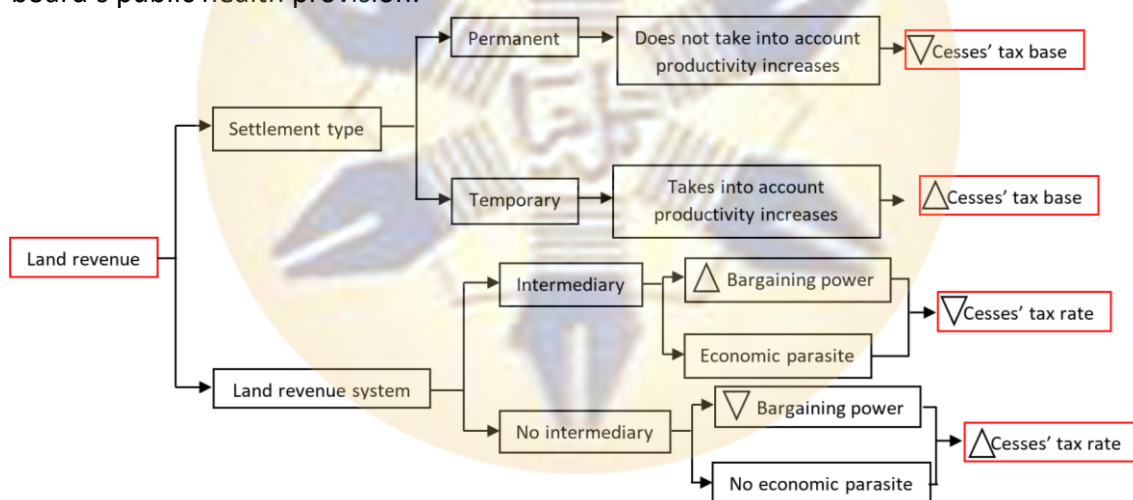 board's public health provision.
Permanent
Does not take into account
productivity increases
▽Cesses' tax base
Settlement type
Temporary
Takes into account
productivity increases
△Cesses' tax base
Land revenue
Intermediary
△ Bargaining power
Economic parasite
▽Cesses' tax rate
Land revenue system
No intermediary
▽ Bargaining power
No economic parasite
△Cesses' tax rate